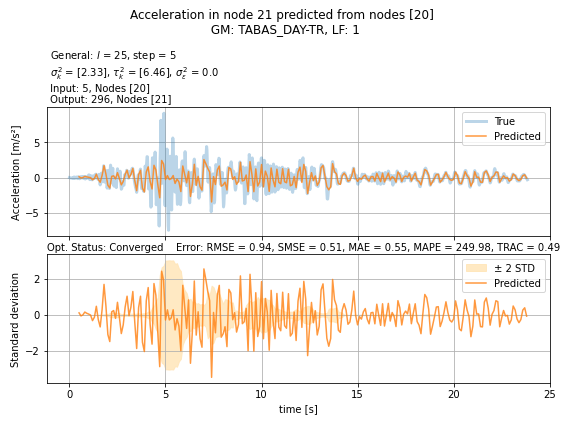 Acceleration in node 21 predicted from nodes [20]
GM: TABAS_DAY-TR, LF: 1
General: l = 25, step = 5
σ²ₖ = [2.33], τ²ₖ = [6.46], σ²_ε = 0.0
Input: 5, Nodes [20]
Output: 296, Nodes [21]
Acceleration [m/s²]
5
0
−5
True
Predicted
Opt. Status: Converged Error: RMSE = 0.94, SMSE = 0.51, MAE = 0.55, MAPE = 249.98, TRAC = 0.49
Standard deviation
2
0
−2
± 2 STD
Predicted
0 5 10 15 20 25
time [s]